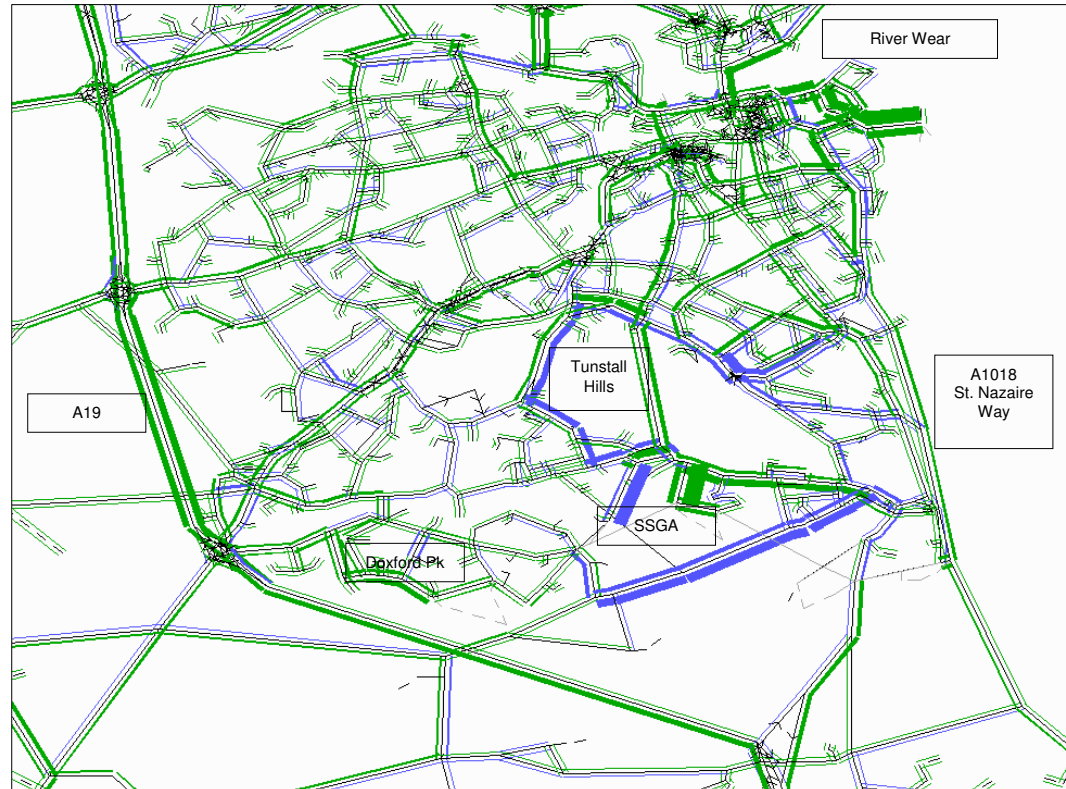 River Wear
Tunstall
Hills
A1018
St. Nazaire
Way
A19
SSGA
Doxford Pk